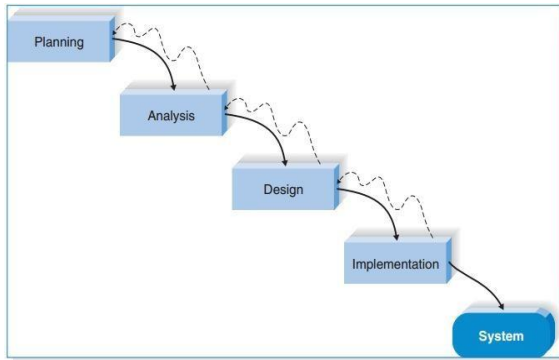 Planning
Analysis
Design
Implementation
System